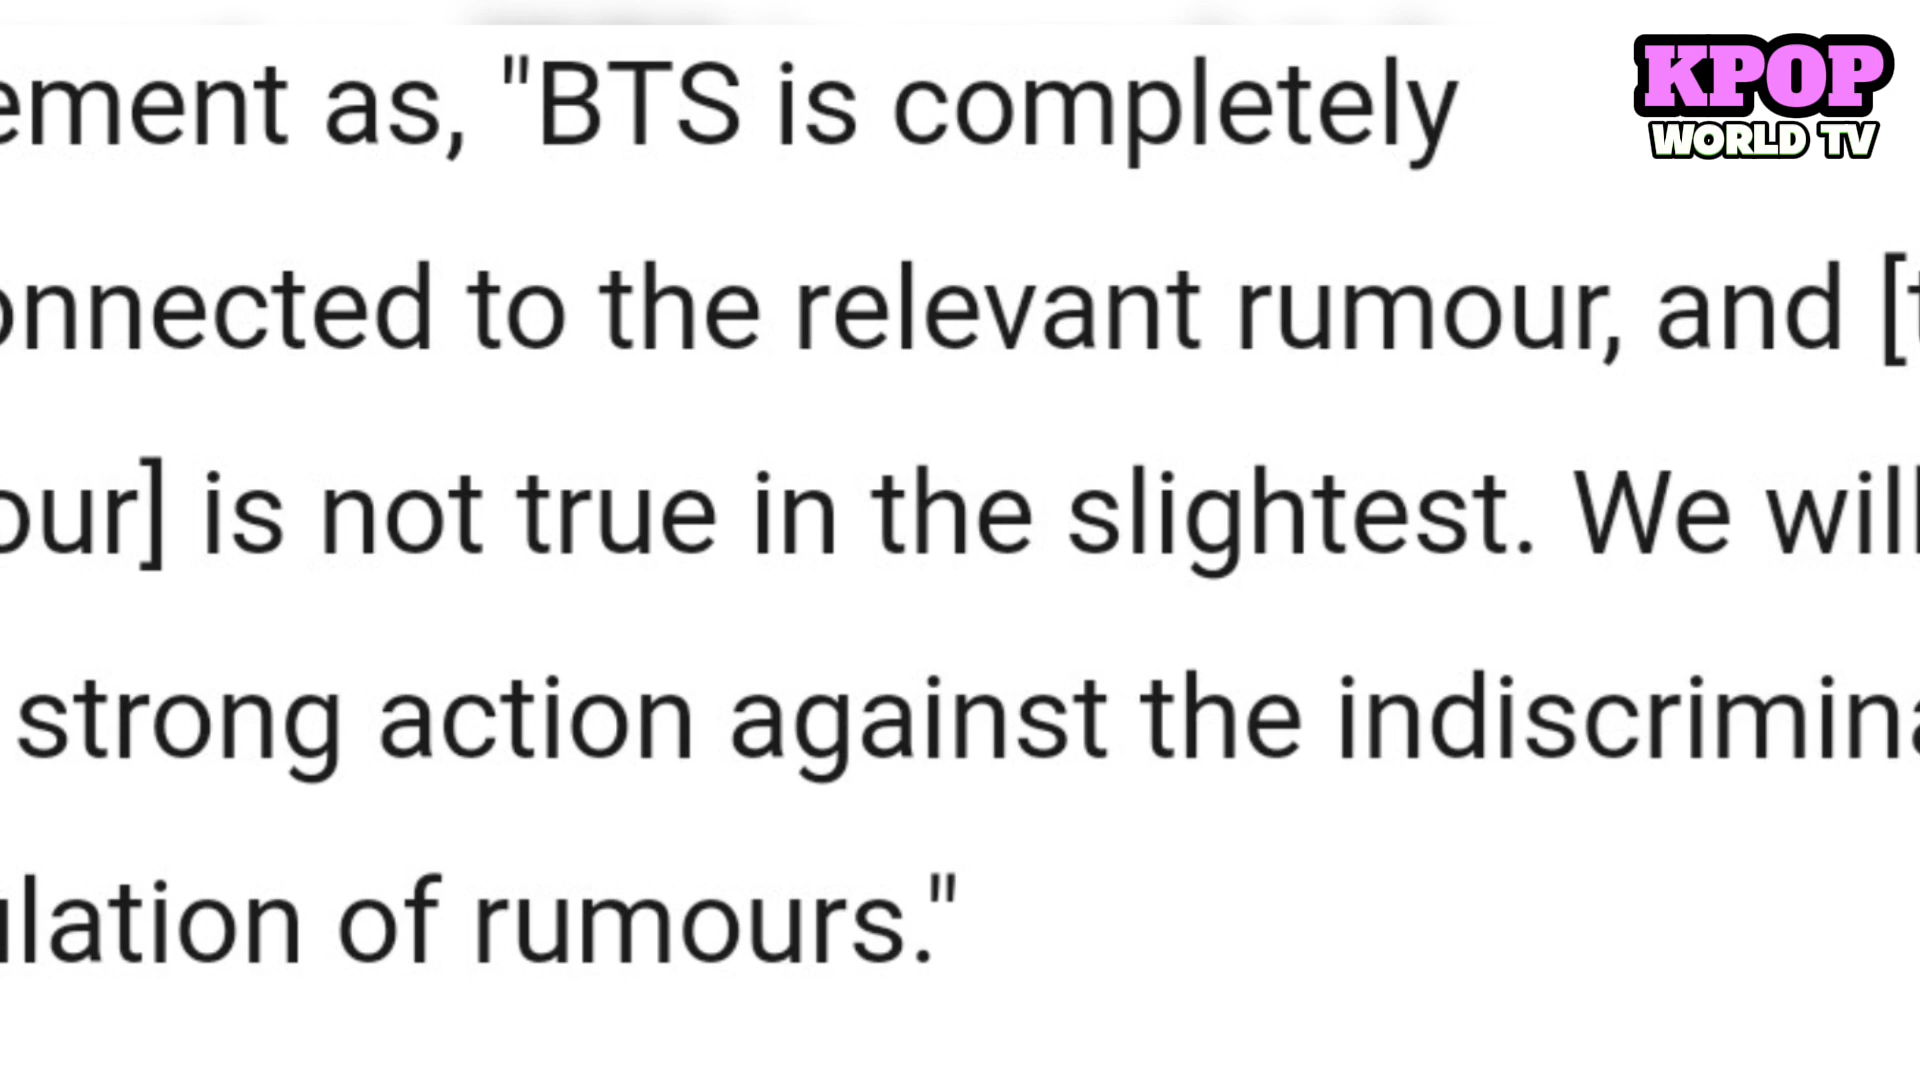 ement as, "BTS is completely
onnected to the relevant rumour, and [t
our] is not true in the slightest. We will
strong action against the indiscrimina
ulation of rumours."
KPOP
WORLD TV